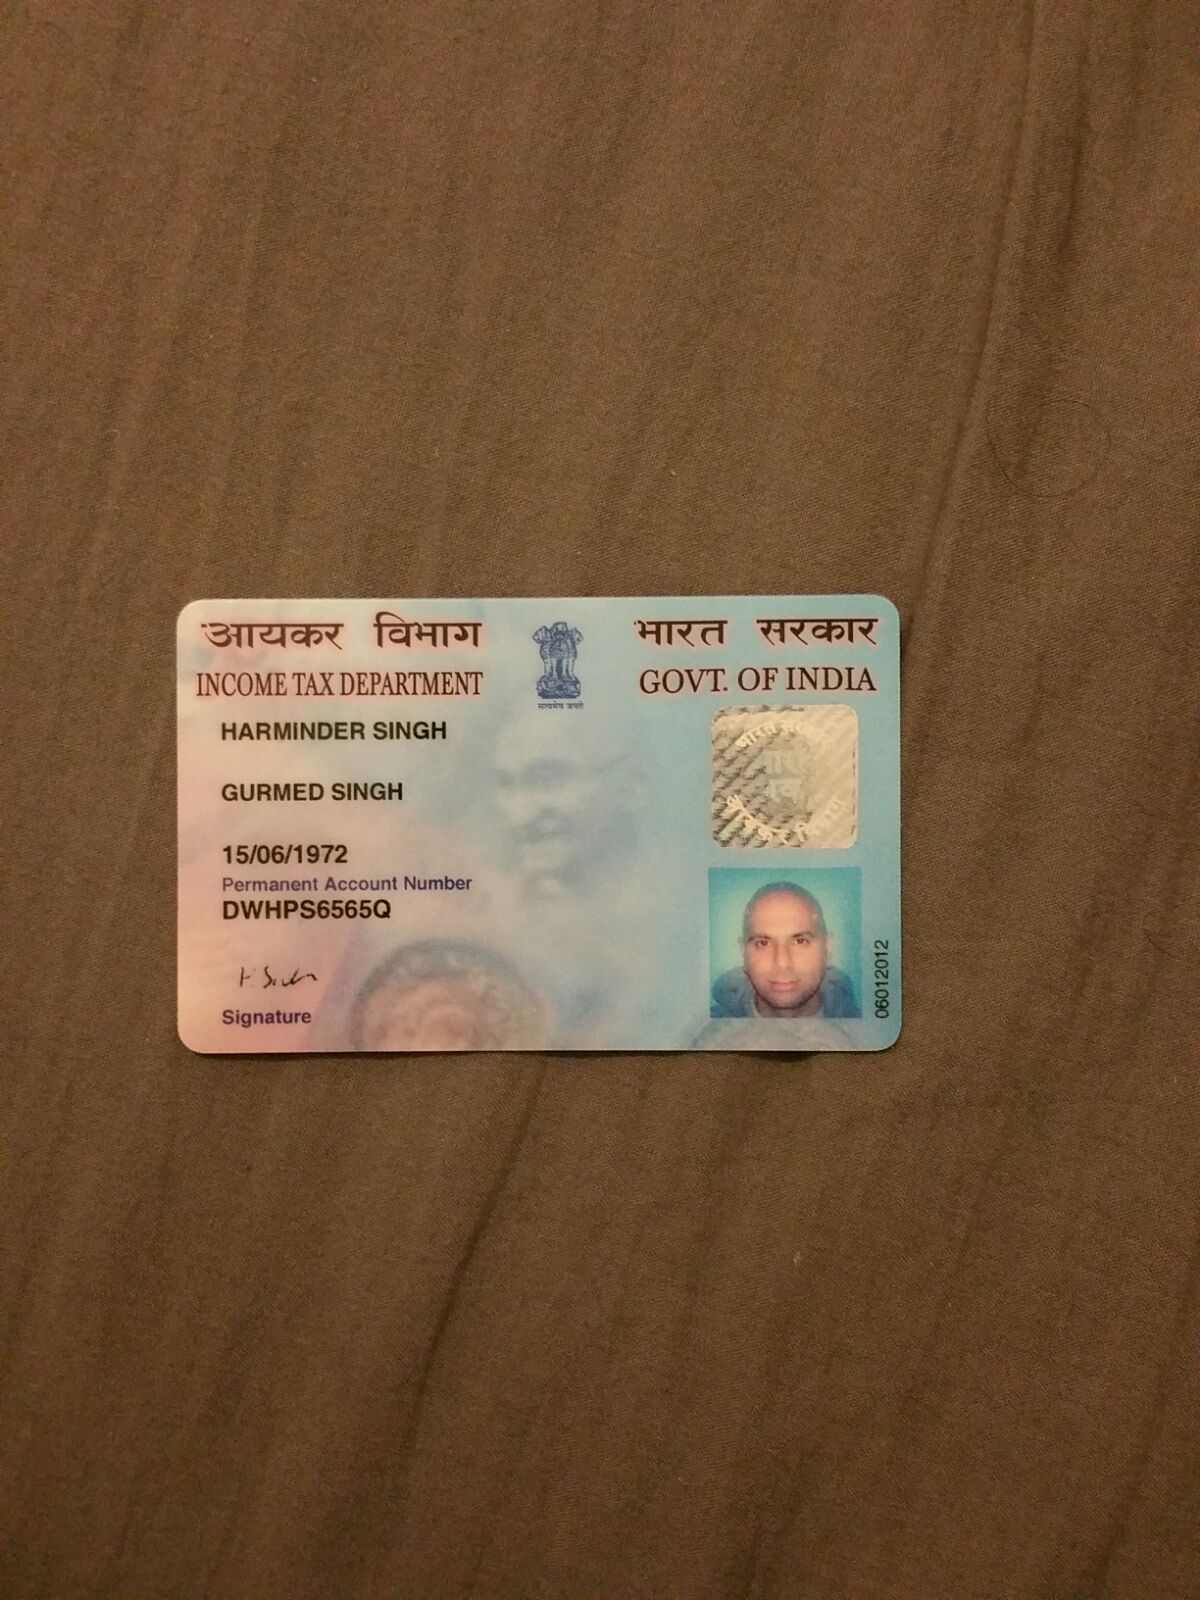 आयकर विभाग
INCOME TAX DEPARTMENT
भारत सरकार
GOVT. OF INDIA
सत्यमेव जयते
HARMINDER SINGH
GURMED SINGH
15/06/1972
Permanent Account Number
DWHPS6565Q
Signature
06012012